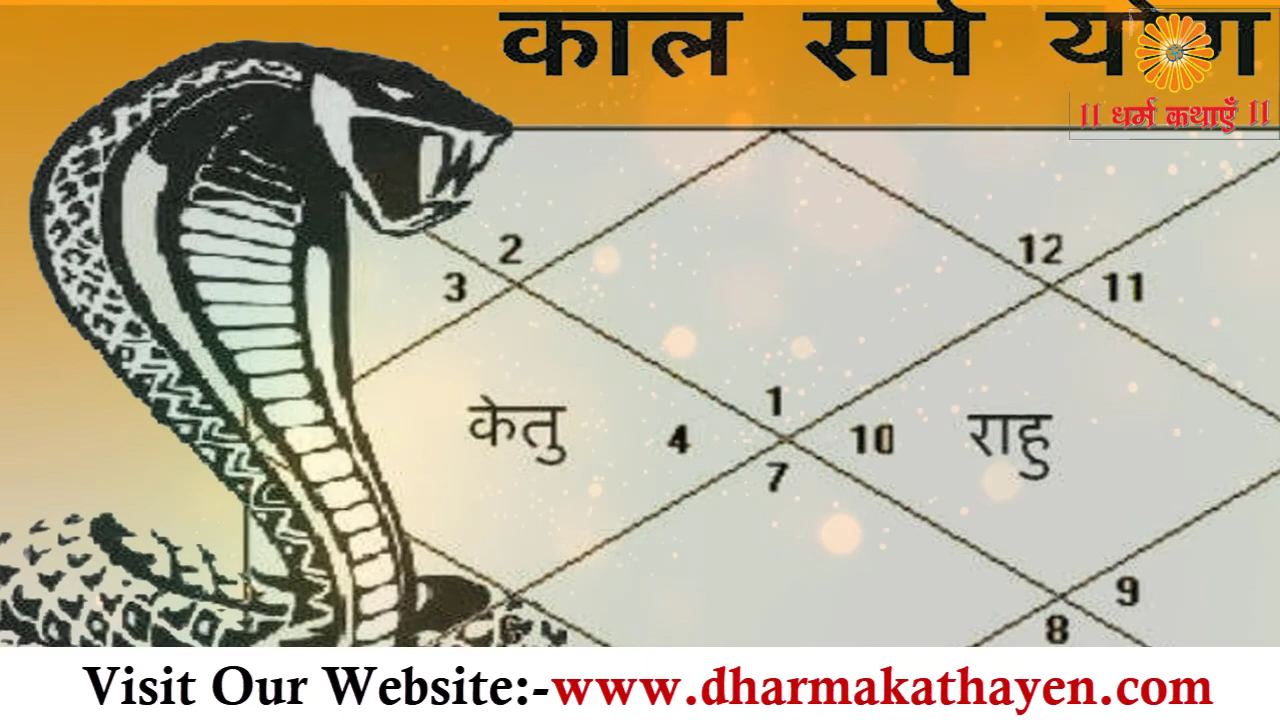 काल सर्प योग
॥ धर्म कथाएँ ॥
2
12
3
11
1
केतु
4
10
राहु
7
9
6
8
Visit Our Website:-www.dharmakathayen.com